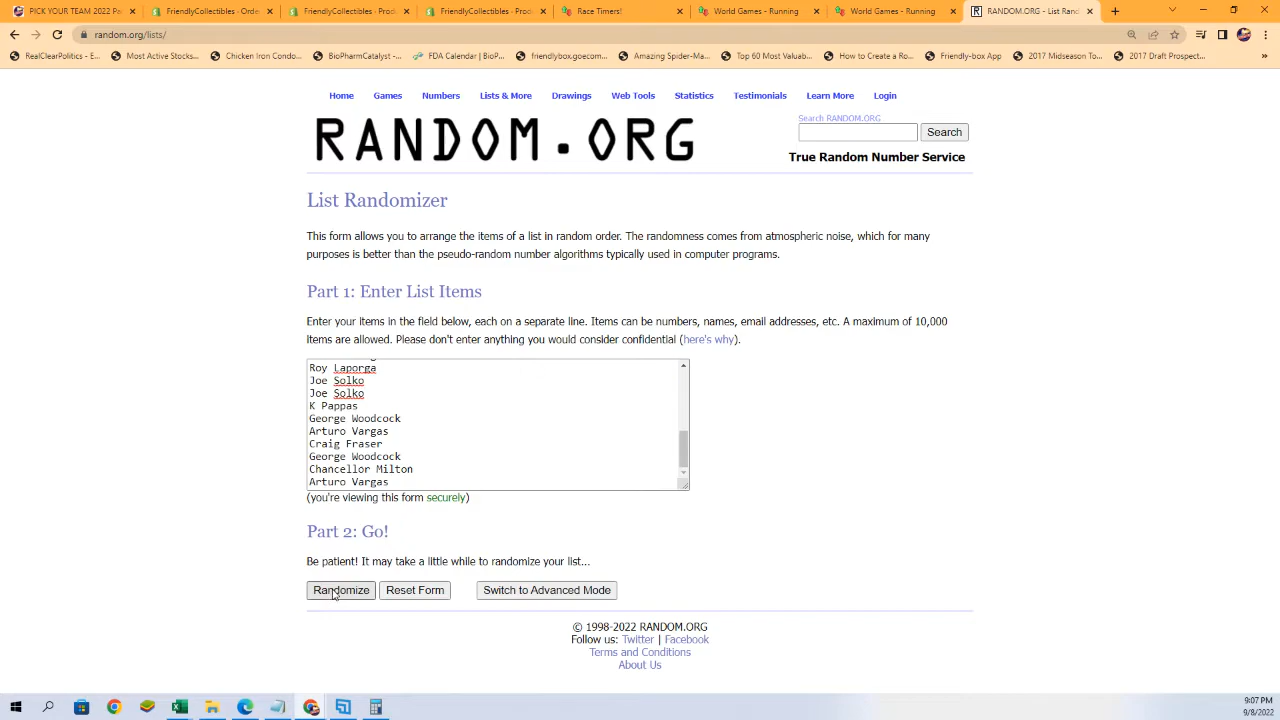 PICK YOUR TEAM 2022 Pa
FriendlyCollectibles · Orde
FriendlyCollectibles · Prod
FriendlyCollectibles · Prod
Race Timers!
World Games - Running
World Games - Running
RANDOM.ORG - List Rand
random.org/lists/
RealClearPolitics - E...
Most Active Stocks...
Chicken Iron Condo...
BioPharmCatalyst -...
FDA Calendar | BioP...
friendlybox.goecom...
Amazing Spider-Ma...
Top 60 Most Valuab...
How to Create a Ro...
Friendly-box App
2017 Midseason To...
2017 Draft Prospect...
»
Home Games Numbers Lists & More Drawings Web Tools Statistics Testimonials Learn More Login
RANDOM.ORG
Search RANDOM.ORG
Search
True Random Number Service
List Randomizer
This form allows you to arrange the items of a list in random order. The randomness comes from atmospheric noise, which for many
purposes is better than the pseudo-random number algorithms typically used in computer programs.
Part 1: Enter List Items
Enter your items in the field below, each on a separate line. Items can be numbers, names, email addresses, etc. A maximum of 10,000
items are allowed. Please don't enter anything you would consider confidential (here's why).
Roy Laporga
Joe Solko
Joe Solko
K Pappas
George Woodcock
Arturo Vargas
Craig Fraser
George Woodcock
Chancellor Milton
Arturo Vargas
(you're viewing this form securely)
Part 2: Go!
Be patient! It may take a little while to randomize your list...
Randomize Reset Form Switch to Advanced Mode
© 1998-2022 RANDOM.ORG
Follow us: Twitter | Facebook
Terms and Conditions
About Us
9:07 PM
9/8/2022